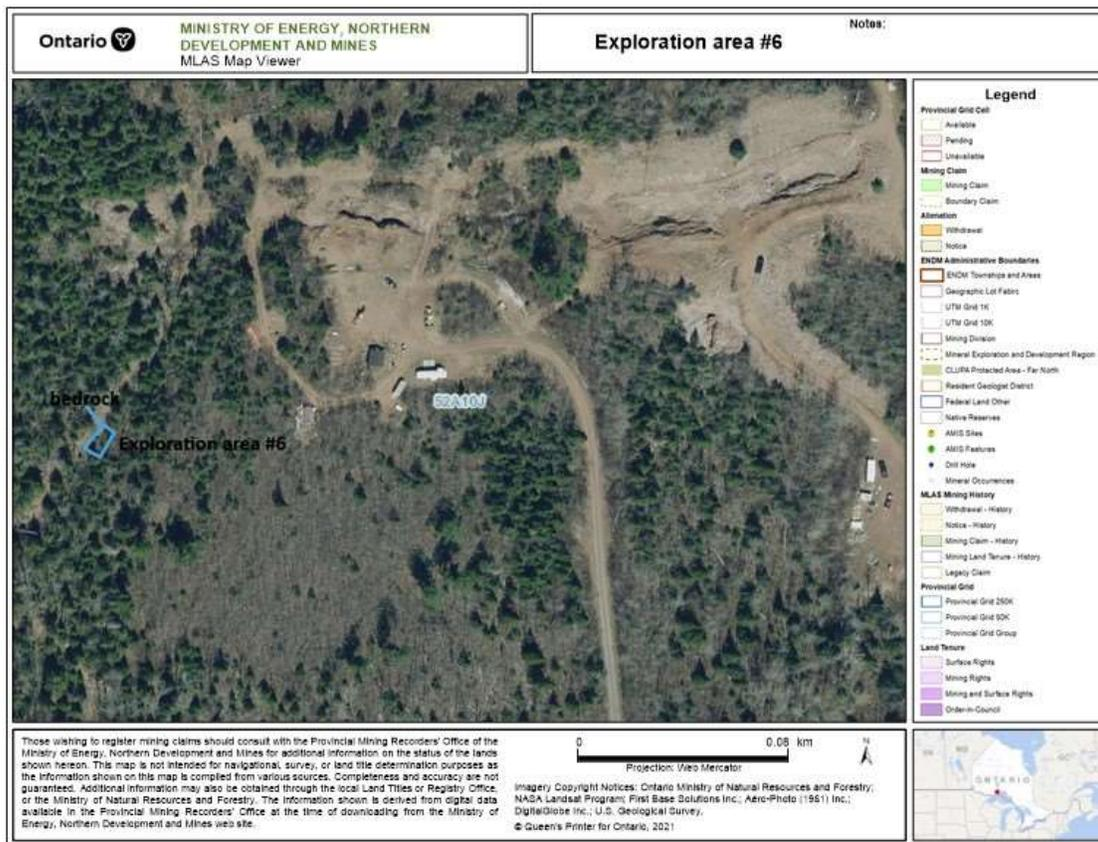 Ontario
MINISTRY OF ENERGY, NORTHERN
DEVELOPMENT AND MINES
MLAS Map Viewer
Notes:
Exploration area #6
bedrock
Exploration area #6
52A10J
Legend
Provincial Grid Cell
Available
Pending
Unavailable
Mining Claim
Mining Claim
Boundary Claim
Alienation
Withdrawal
Notice
ENDM Administrative Boundaries
ENDM Townships and Areas
Geographic Lot Fabirc
UTM Grid 1K
UTM Grid 10K
Mining Division
Mineral Exploration and Development Region
CLUPA Protected Area - Far North
Resident Geologist District
Federal Land Other
Native Reserves
AMIS Sites
AMIS Features
Drill Hole
Mineral Occurrences
MLAS Mining History
Withdrawal - History
Notice - History
Mining Claim - History
Mining Land Tenure - History
Legacy Claim
Provincial Grid
Provincial Grid 250K
Provincial Grid 50K
Provincial Grid Group
Land Tenure
Surface Rights
Mining Rights
Mining and Surface Rights
Order-in-Council
Those wishing to register mining claims should consult with the Provincial Mining Recorders' Office of the
Ministry of Energy, Northern Development and Mines for additional information on the status of the lands
shown hereon. This map is not intended for navigational, survey, or land title determination purposes as
the information shown on this map is compiled from various sources. Completeness and accuracy are not
guaranteed. Additional information may also be obtained through the local Land Titles or Registry Office,
or the Ministry of Natural Resources and Forestry. The information shown is derived from digital data
available in the Provincial Mining Recorders' Office at the time of downloading from the Ministry of
Energy, Northern Development and Mines web site.
0 0.08 km
N
Projection: Web Mercator
Imagery Copyright Notices: Ontario Ministry of Natural Resources and Forestry;
NASA Landsat Program; First Base Solutions Inc.; Aéro-Photo (1961) Inc.;
DigitalGlobe Inc.; U.S. Geological Survey.
© Queen's Printer for Ontario, 2021
ONTARIO